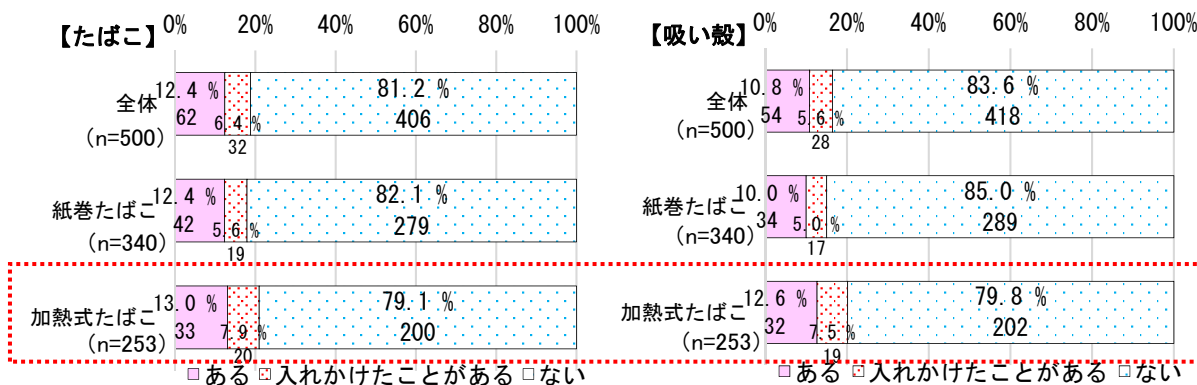 【たばこ】
0% 20% 40% 60% 80% 100%
全体
(n=500)
12.4 %
62
6.4 %
32
81.2 %
406
紙巻たばこ
(n=340)
12.4 %
42
5.6 %
19
82.1 %
279
加熱式たばこ
(n=253)
13.0 %
33
7.9 %
20
79.1 %
200
ある 入れかけたことがある ない
【吸い殻】
0% 20% 40% 60% 80% 100%
全体
(n=500)
10.8 %
54
5.6 %
28
83.6 %
418
紙巻たばこ
(n=340)
10.0 %
34
5.0 %
17
85.0 %
289
加熱式たばこ
(n=253)
12.6 %
32
7.5 %
19
79.8 %
202
ある 入れかけたことがある ない